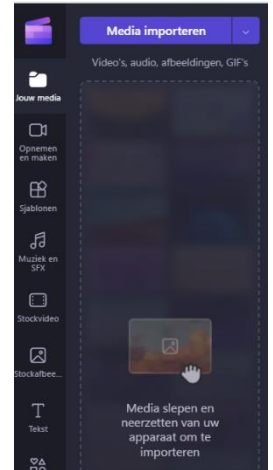 Media importeren
Video's, audio, afbeeldingen, GIF's
Jouw media
Opnemen
en maken
Sjablonen
Muziek en
SFX
Stockvideo
Stockafbee...
Tekst
Media slepen en
neerzetten van uw
apparaat om te
importeren